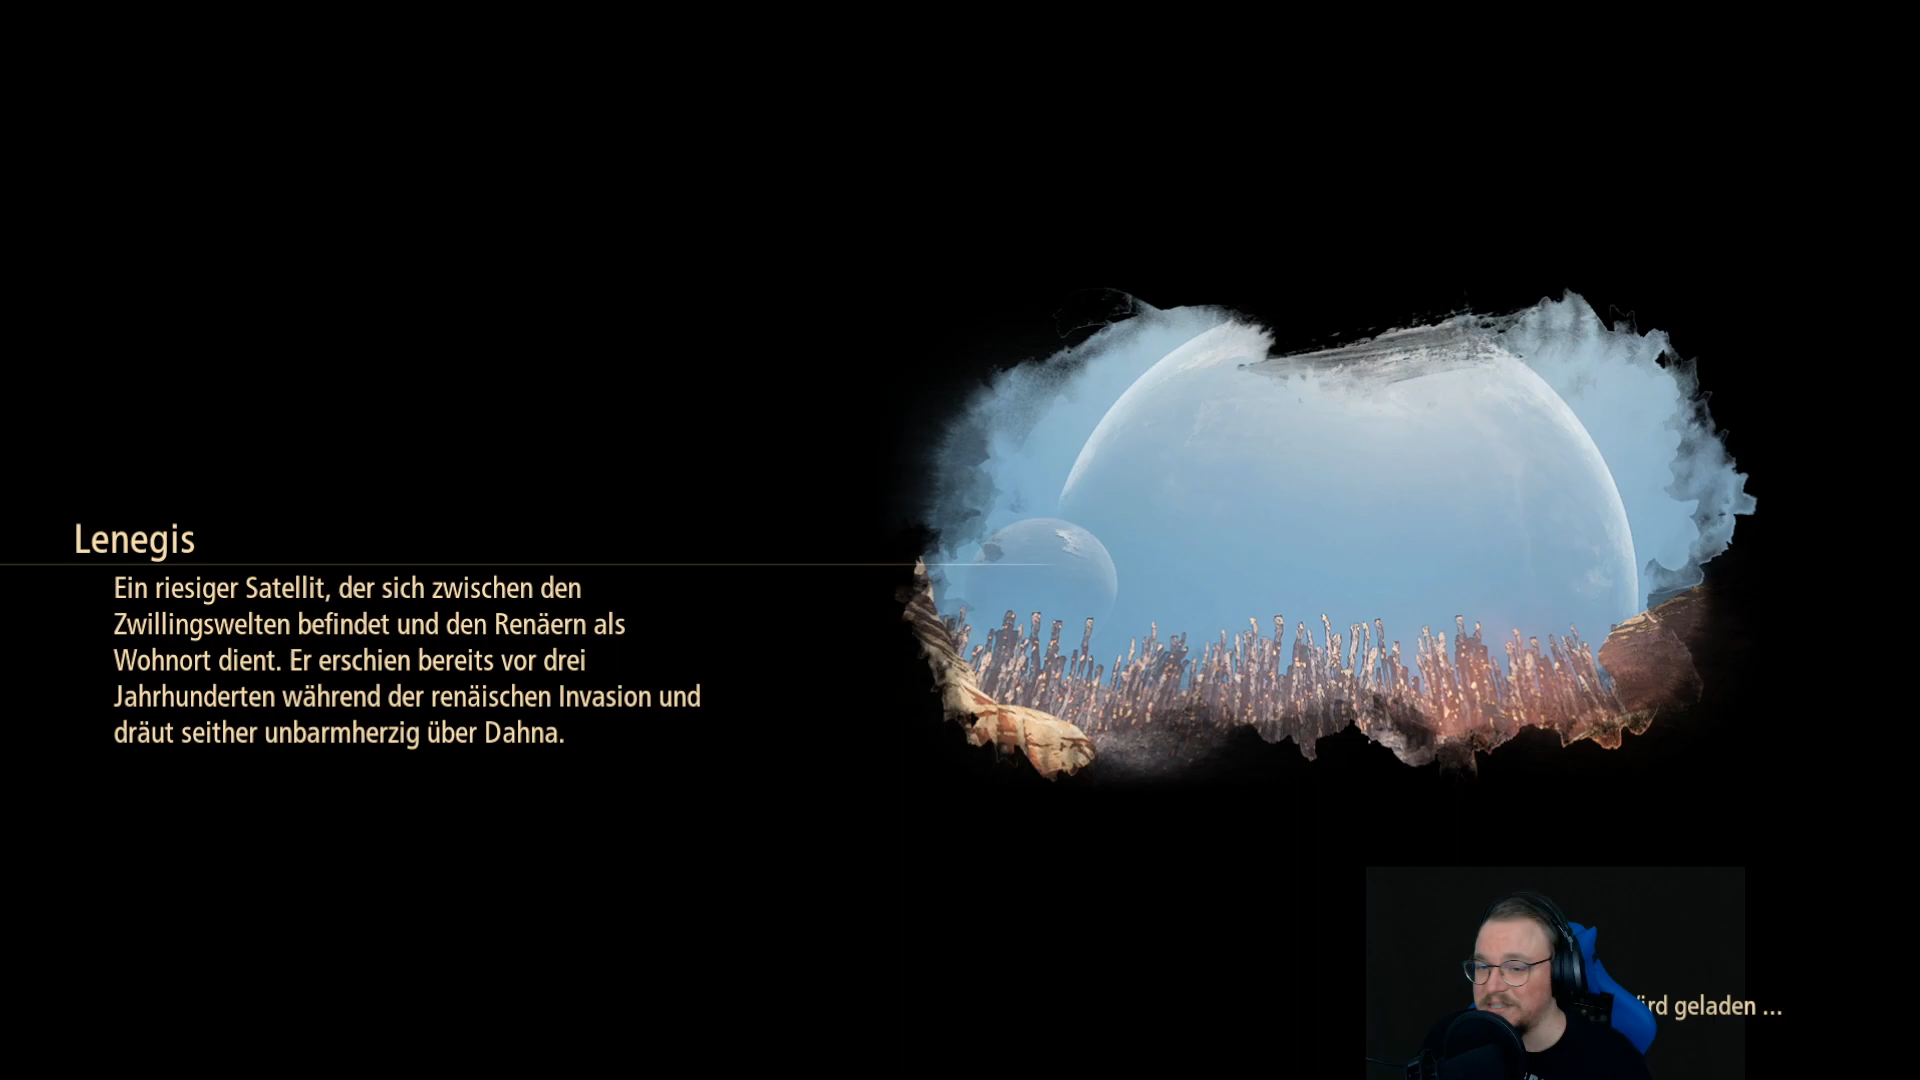 Lenegis
Ein riesiger Satellit, der sich zwischen den
Zwillingswelten befindet und den Renäern als
Wohnort dient. Er erschien bereits vor drei
Jahrhunderten während der renäischen Invasion und
dräut seither unbarmherzig über Dahna.
geladen ...